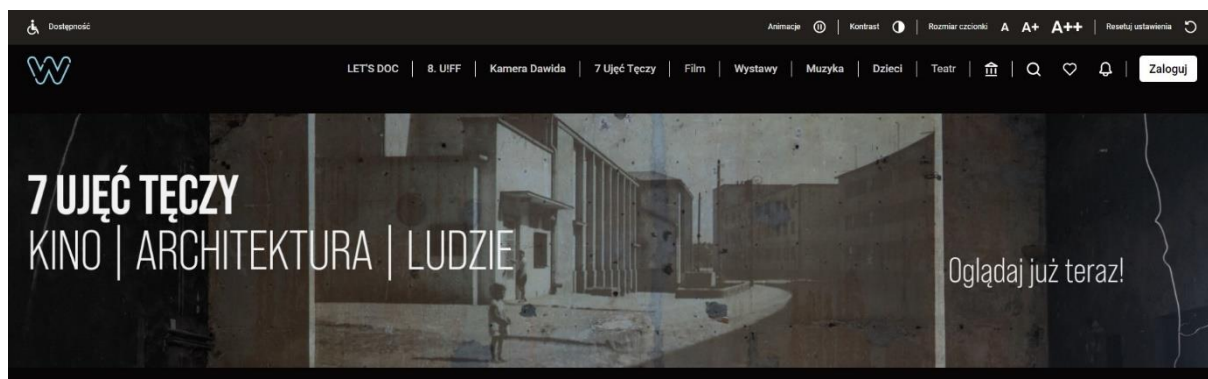 Dostępność
Animacje | Kontrast | Rozmiar czcionki A A+ A++ | Resetuj ustawienia
W
LET'S DOC | 8. U!FF | Kamera Dawida | 7 Ujęć Tęczy | Film | Wystawy | Muzyka | Dzieci | Teatr | Zaloguj
7 UJĘĆ TĘCZY
KINO | ARCHITEKTURA | LUDZIE
Oglądaj już teraz!